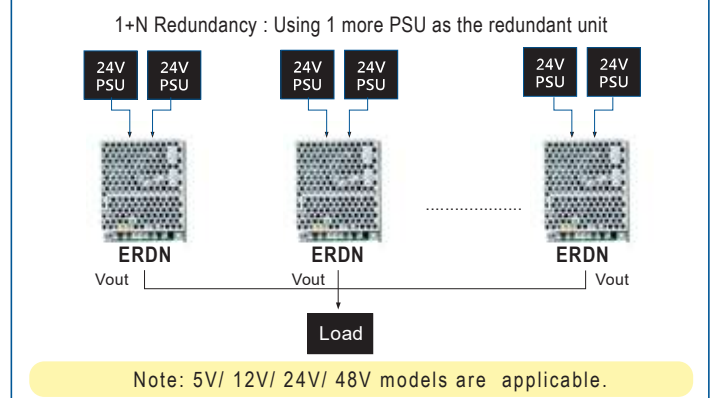 1+N Redundancy : Using 1 more PSU as the redundant unit
24V PSU
24V PSU
24V PSU
24V PSU
24V PSU
24V PSU
....................
ERDN
ERDN
ERDN
Vout
Vout
Vout
Load
Note: 5V/ 12V/ 24V/ 48V models are applicable.